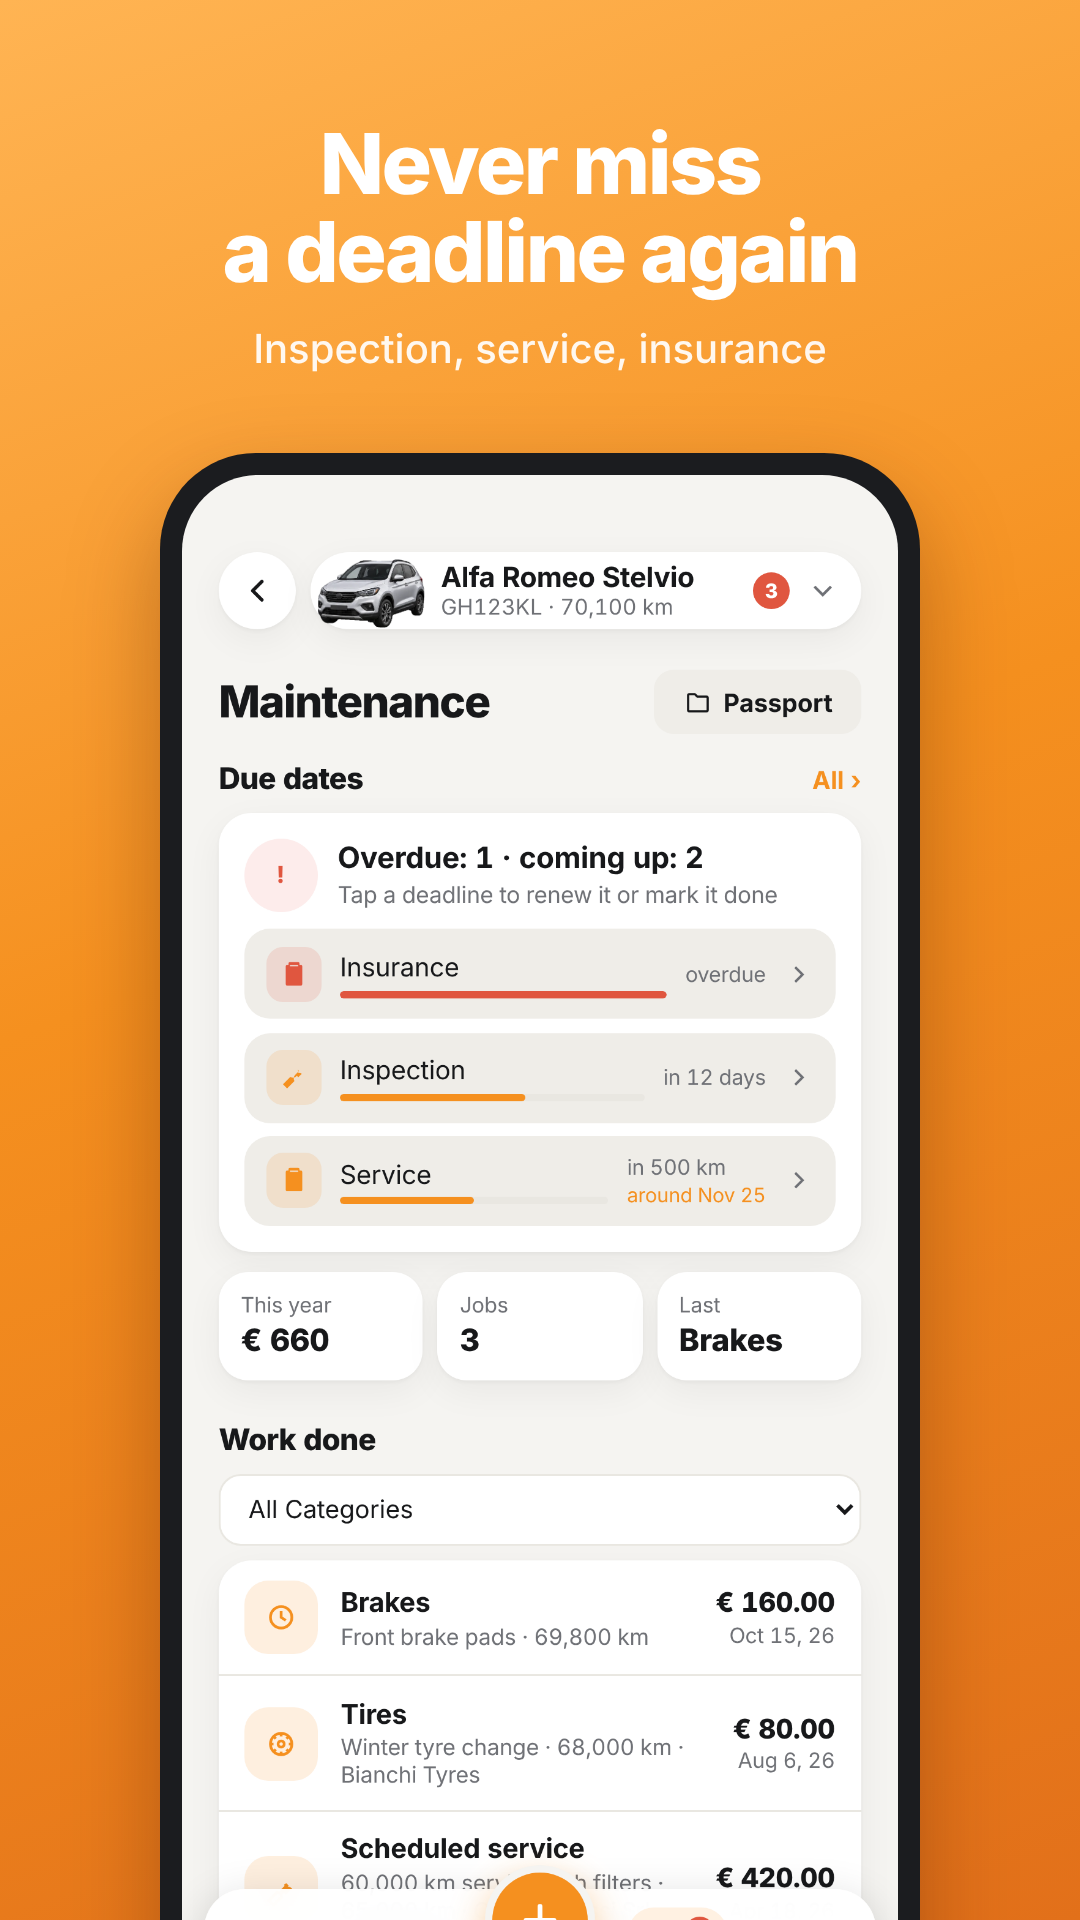 Never miss
a deadline again
Inspection, service, insurance
Alfa Romeo Stelvio
GH123KL · 70,100 km
3
Maintenance
Passport
Due dates
All ›
!
Overdue: 1 · coming up: 2
Tap a deadline to renew it or mark it done
Insurance
overdue
Inspection
in 12 days
Service
in 500 km
around Nov 25
This year
€ 660
Jobs
3
Last
Brakes
Work done
All Categories
Brakes
€ 160.00
Front brake pads · 69,800 km
Oct 15, 26
Tires
€ 80.00
Winter tyre change · 68,000 km ·
Aug 6, 26
Bianchi Tyres
Scheduled service
€ 420.00
60,000 km filters ·